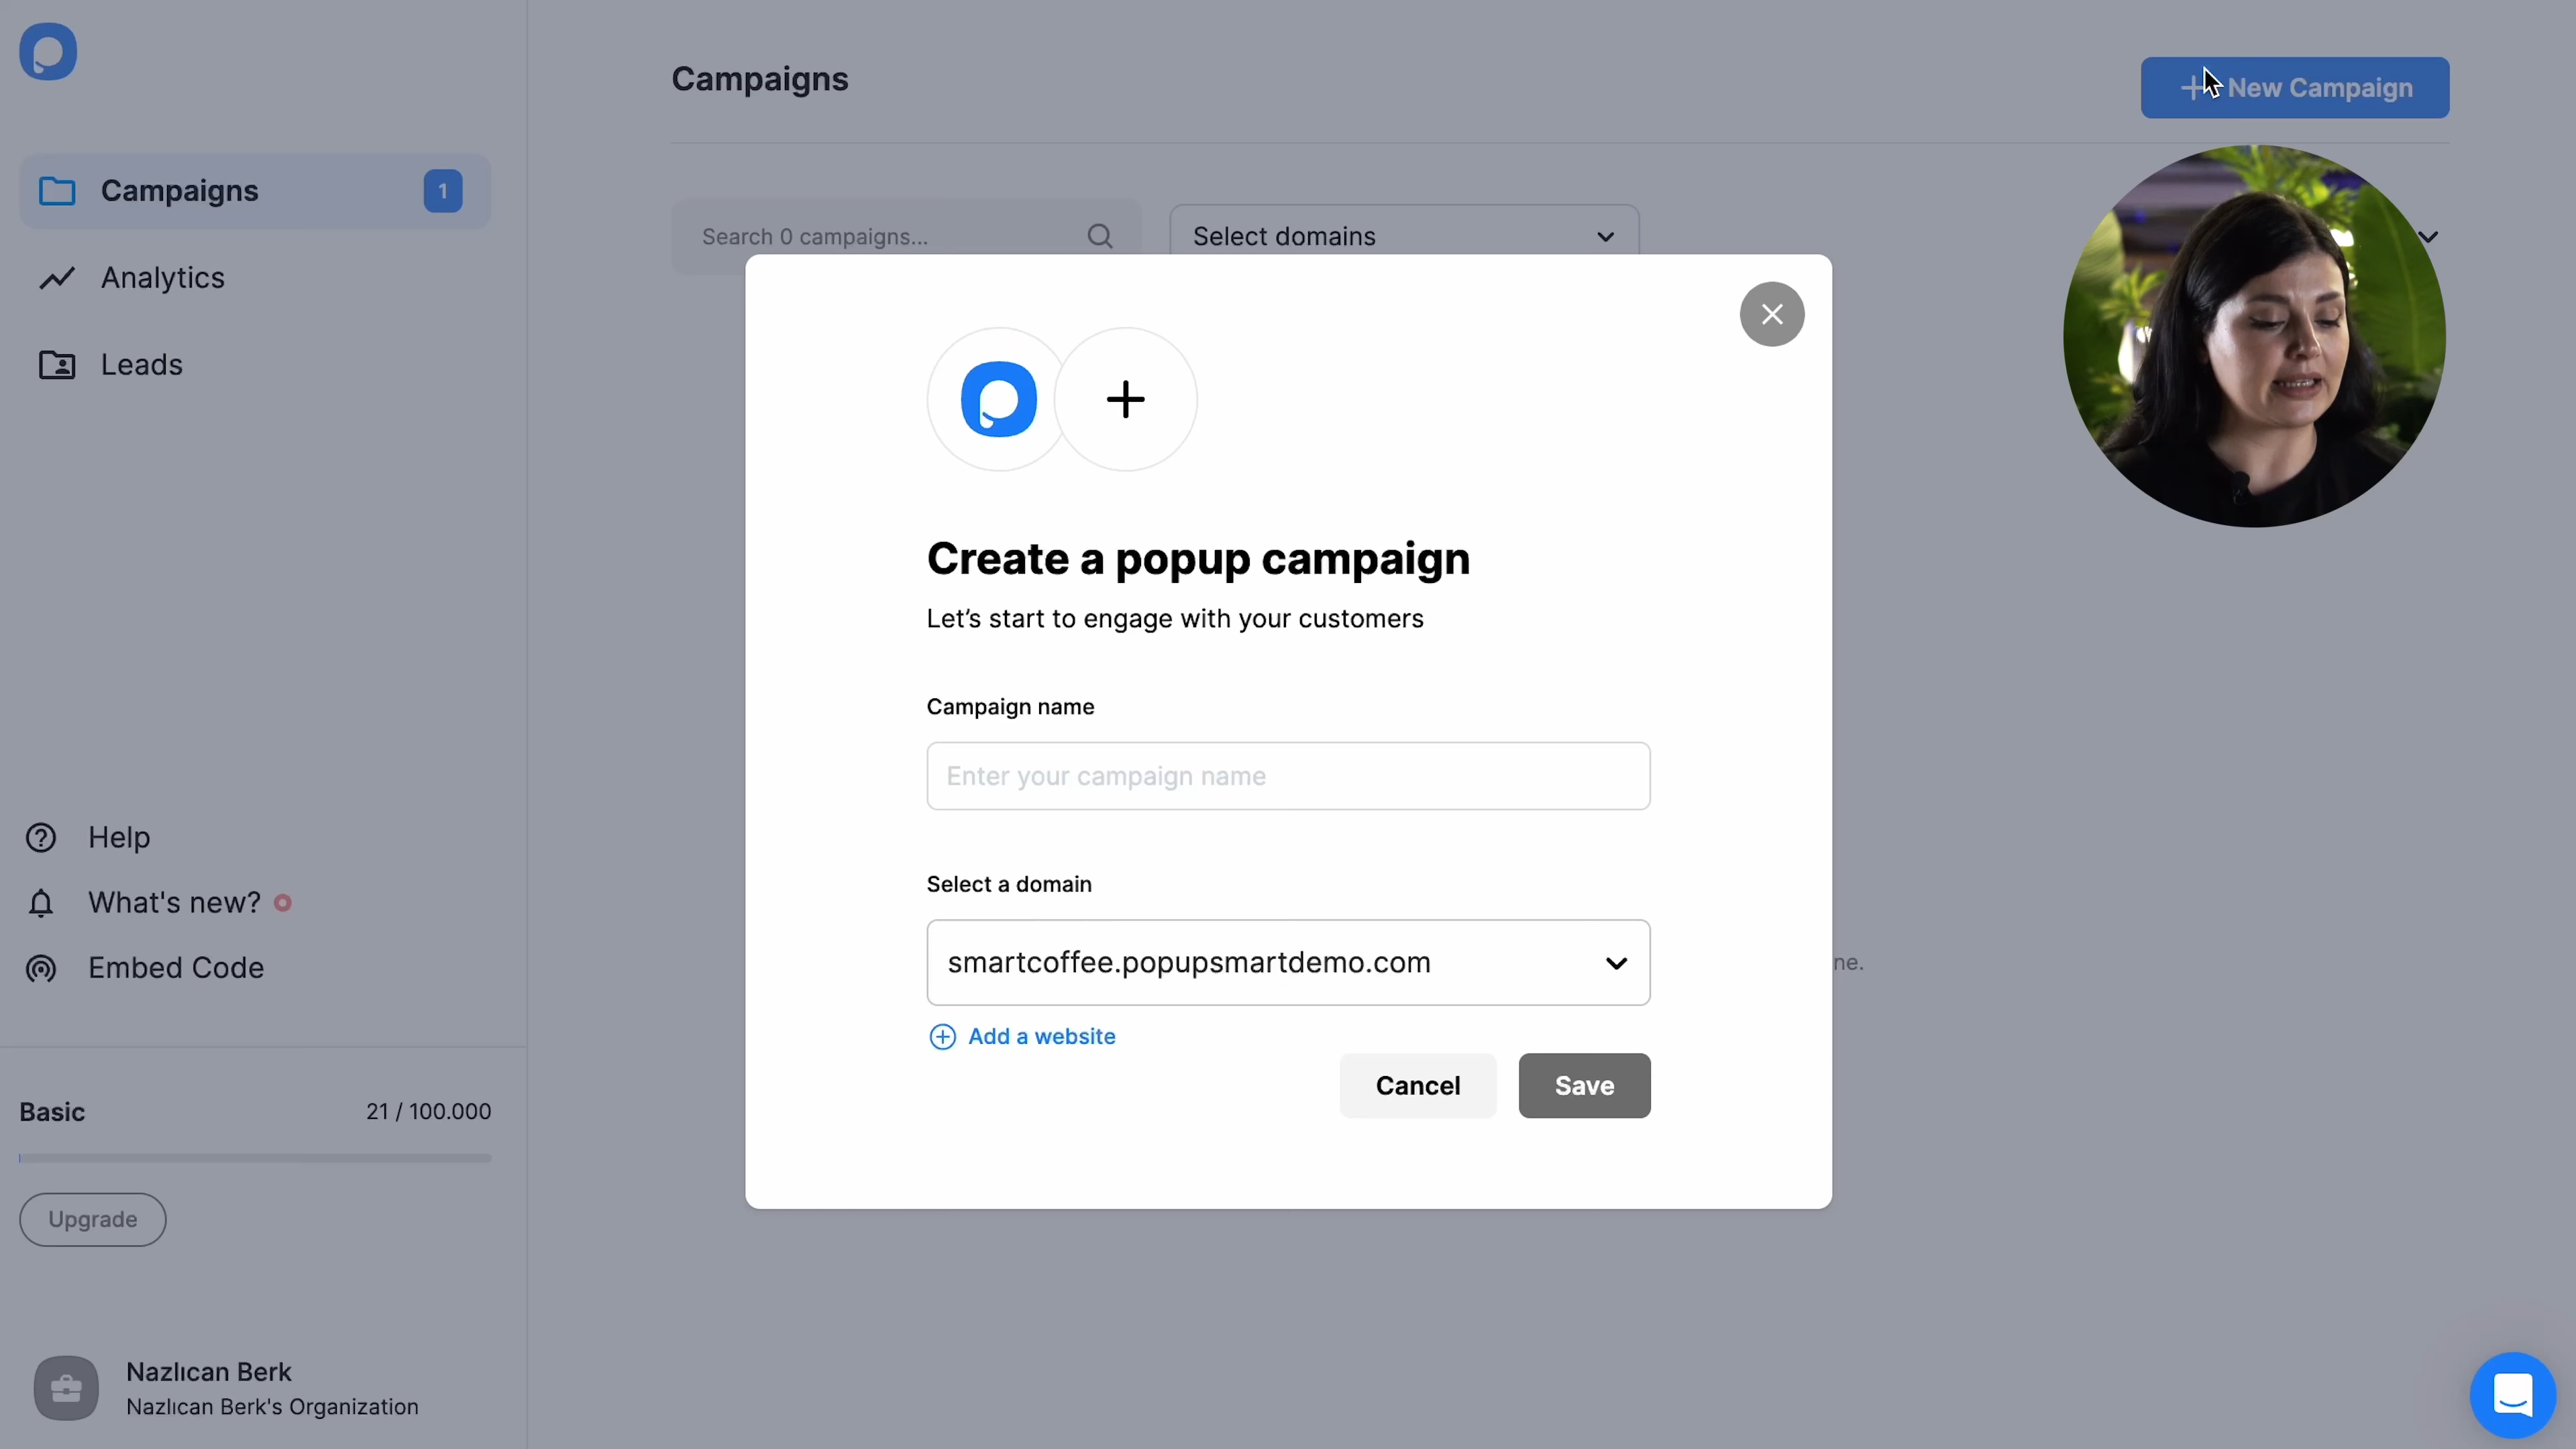 Campaigns
New Campaign
Campaigns
1
Search 0 campaigns...
Select domains
Analytics
Leads
Create a popup campaign
Let’s start to engage with your customers
Campaign name
Enter your campaign name
Help
Select a domain
What's new?
smartcoffee.popupsmartdemo.com
ne.
Embed Code
Add a website
Cancel
Save
Basic
21 / 100.000
Upgrade
Nazlıcan Berk
Nazlıcan Berk's Organization